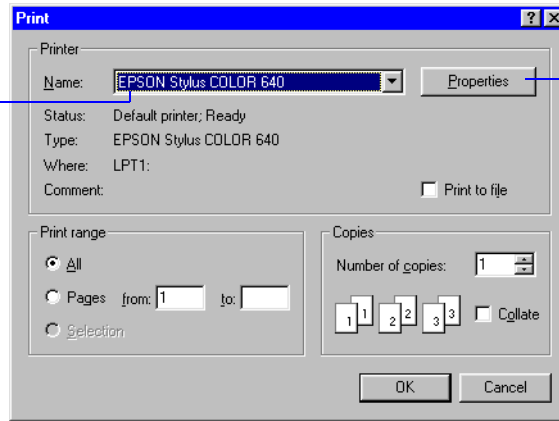 Print
Printer
Name: EPSON Stylus COLOR 640 Properties
Status: Default printer; Ready
Type: EPSON Stylus COLOR 640
Where: LPT1:
Comment: Print to file
Print range
All
Pages from: 1 to:
Selection
Copies
Number of copies: 1
1 1 2 2 3 3 Collate
OK Cancel